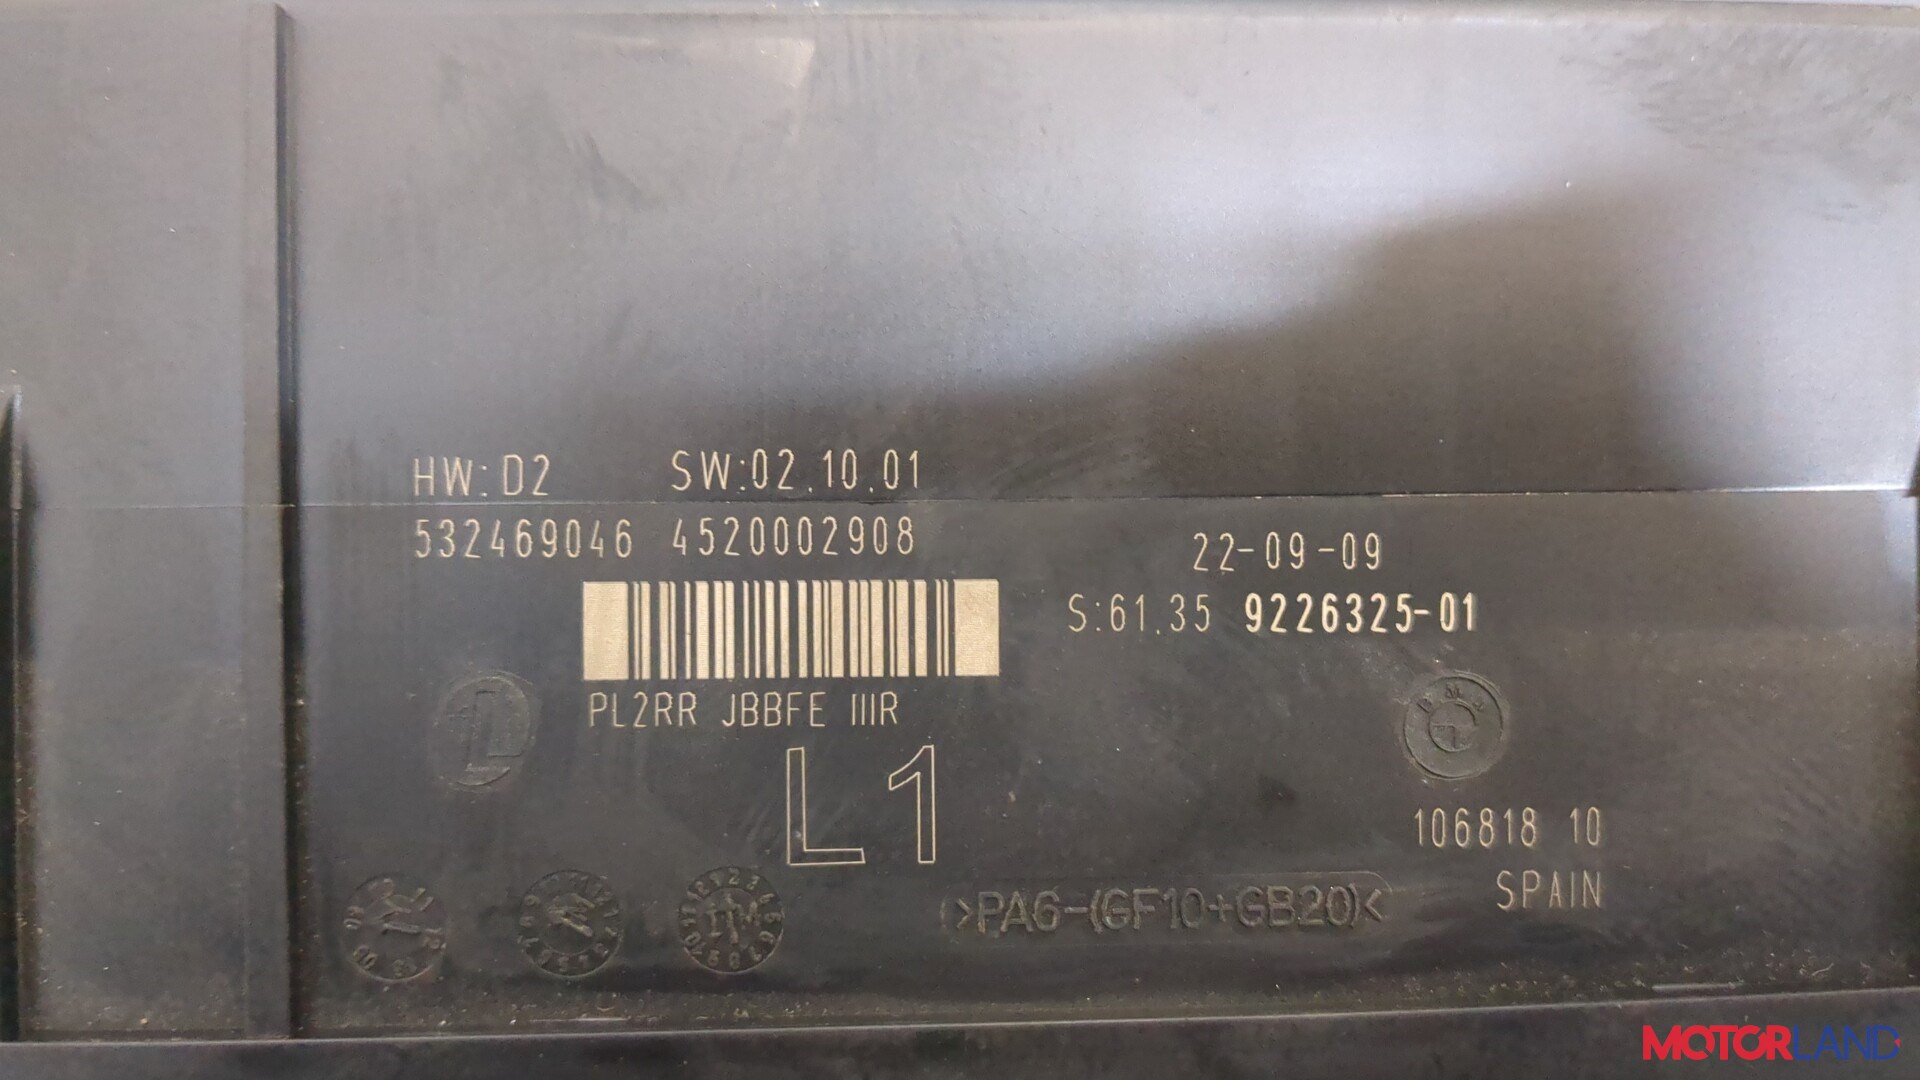 HW:D2 SW:02.10.01
532469046 4520002908
22-09-09
S:61.35 9226325-01
PL2RR JBBFE IIIR
L1
BMW
106818 10
SPAIN
>PA6-(GF10+GB20)<
MOTORLAND